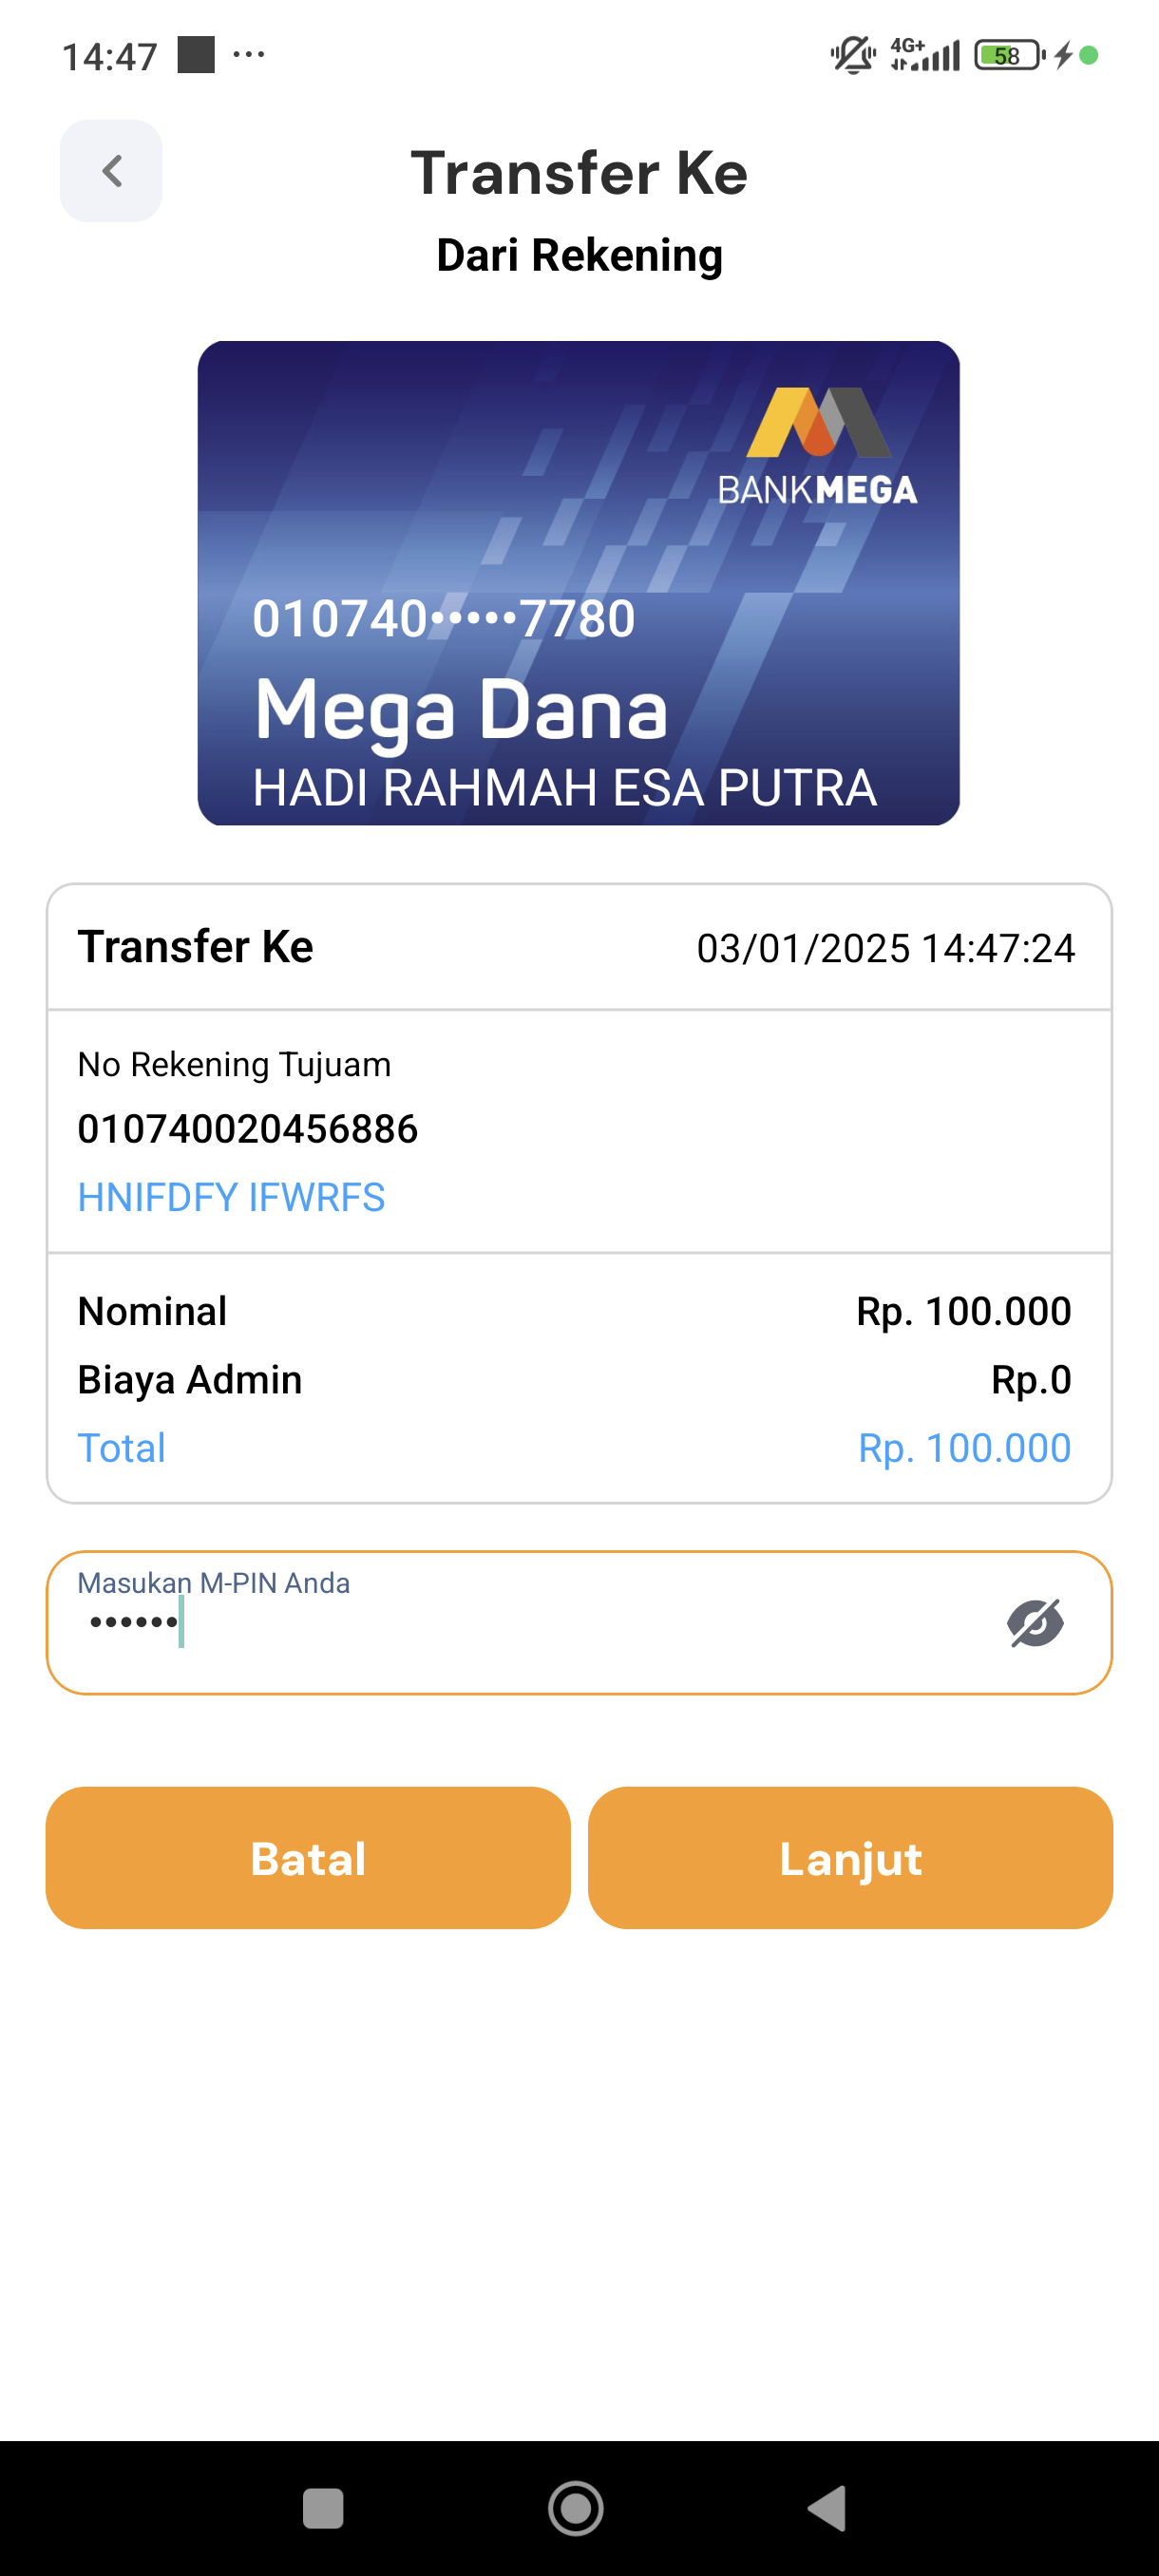 14:47 ...
4G+ 58
Transfer Ke
Dari Rekening
BANKMEGA
010740•••••7780
Mega Dana
HADI RAHMAH ESA PUTRA
Transfer Ke 03/01/2025 14:47:24
No Rekening Tujuam
010740020456886
HNIFDFY IFWRFS
Nominal Rp. 100.000
Biaya Admin Rp.0
Total Rp. 100.000
Masukan M-PIN Anda
••••••
Batal Lanjut